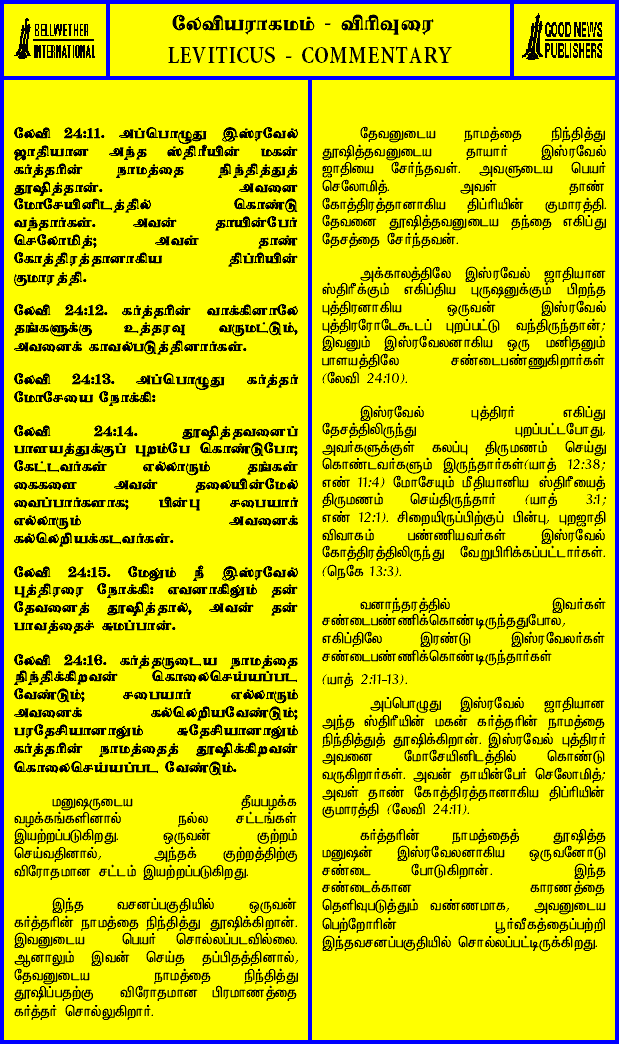 BELLWETHER
INTERNATIONAL
லேவியராகமம் - விரிவுரை
LEVITICUS - COMMENTARY
GOOD NEWS
PUBLISHERS
லேவி 24:11. அப்பொழுது இஸ்ரவேல்
ஜாதியான அந்த ஸ்திரீயின் மகன்
கர்த்தரின் நாமத்தை நிந்தித்துத்
தூஷித்தான். அவனை
மோசேயினிடத்தில் கொண்டு
வந்தார்கள். அவன் தாயின்பேர்
செலோமித்; அவள் தாண்
கோத்திரத்தானாகிய திப்ரியின்
குமாரத்தி.
லேவி 24:12. கர்த்தரின் வாக்கினாலே
தங்களுக்கு உத்தரவு வருமட்டும்,
அவனைக் காவல்படுத்தினார்கள்.
லேவி 24:13. அப்பொழுது கர்த்தர்
மோசேயை நோக்கி:
லேவி 24:14. தூஷித்தவனைப்
பாளயத்துக்குப் புறம்பே கொண்டுபோ;
கேட்டவர்கள் எல்லாரும் தங்கள்
கைகளை அவன் தலையின்மேல்
வைப்பார்களாக; பின்பு சபையார்
எல்லாரும் அவனைக்
கல்லெறியக்கடவர்கள்.
லேவி 24:15. மேலும் நீ இஸ்ரவேல்
புத்திரரை நோக்கி: எவனாகிலும் தன்
தேவனைத் தூஷித்தால், அவன் தன்
பாவத்தைச் சுமப்பான்.
லேவி 24:16. கர்த்தருடைய நாமத்தை
நிந்திக்கிறவன் கொலைசெய்யப்பட
வேண்டும்; சபையார் எல்லாரும்
அவனைக் கல்லெறியவேண்டும்;
பரதேசியானாலும் சுதேசியானாலும்
கர்த்தரின் நாமத்தைத் தூஷிக்கிறவன்
கொலைசெய்யப்பட வேண்டும்.
மனுஷருடைய தீயபழக்க
வழக்கங்களினால் நல்ல சட்டங்கள்
இயற்றப்படுகிறது. ஒருவன் குற்றம்
செய்வதினால், அந்தக் குற்றத்திற்கு
விரோதமான சட்டம் இயற்றப்படுகிறது.
இந்த வசனப்பகுதியில் ஒருவன்
கர்த்தரின் நாமத்தை நிந்தித்து தூஷிக்கிறான்.
இவனுடைய பெயர் சொல்லப்படவில்லை.
ஆனாலும் இவன் செய்த தப்பிதத்தினால்,
தேவனுடைய நாமத்தை நிந்தித்து
தூஷிப்பதற்கு விரோதமான பிரமாணத்தை
கர்த்தர் சொல்லுகிறார்.
தேவனுடைய நாமத்தை நிந்தித்து
தூஷித்தவனுடைய தாயார் இஸ்ரவேல்
ஜாதியை சேர்ந்தவள். அவளுடைய பெயர்
செலோமித். அவள் தாண்
கோத்திரத்தானாகிய திப்ரியின் குமாரத்தி.
தேவனை தூஷித்தவனுடைய தந்தை எகிப்து
தேசத்தை சேர்ந்தவன்.
அக்காலத்திலே இஸ்ரவேல் ஜாதியான
ஸ்திரீக்கும் எகிப்திய புருஷனுக்கும் பிறந்த
புத்திரனாகிய ஒருவன் இஸ்ரவேல்
புத்திரரோடேகூடப் புறப்பட்டு வந்திருந்தான்;
இவனும் இஸ்ரவேலனாகிய ஒரு மனிதனும்
பாளயத்திலே சண்டைபண்ணுகிறார்கள்
(லேவி 24:10).
இஸ்ரவேல் புத்திரர் எகிப்து
தேசத்திலிருந்து புறப்பட்டபோது,
அவர்களுக்குள் கலப்பு திருமணம் செய்து
கொண்டவர்களும் இருந்தார்கள்(யாத் 12:38;
எண் 11:4) மோசேயும் மீதியானிய ஸ்திரீயைத்
திருமணம் செய்திருந்தார் (யாத் 3:1;
எண் 12:1). சிறையிருப்பிற்குப் பின்பு, புறஜாதி
விவாகம் பண்ணியவர்கள் இஸ்ரவேல்
கோத்திரத்திலிருந்து வேறுபிரிக்கப்பட்டார்கள்.
(நெகே 13:3).
வனாந்தரத்தில் இவர்கள்
சண்டைபண்ணிக்கொண்டிருந்ததுபோல,
எகிப்திலே இரண்டு இஸ்ரவேலர்கள்
சண்டைபண்ணிக்கொண்டிருந்தார்கள்
(யாத் 2:11-13).
அப்பொழுது இஸ்ரவேல் ஜாதியான
அந்த ஸ்திரீயின் மகன் கர்த்தரின் நாமத்தை
நிந்தித்துத் தூஷிக்கிறான். இஸ்ரவேல் புத்திரர்
அவனை மோசேயினிடத்தில் கொண்டு
வருகிறார்கள். அவன் தாயின்பேர் செலோமித்;
அவள் தாண் கோத்திரத்தானாகிய திப்ரியின்
குமாரத்தி (லேவி 24:11).
கர்த்தரின் நாமத்தைத் தூஷித்த
மனுஷன் இஸ்ரவேலனாகிய ஒருவனோடு
சண்டை போடுகிறான். இந்த
சண்டைக்கான காரணத்தை
தெளிவுபடுத்தும் வண்ணமாக, அவனுடைய
பெற்றோரின் பூர்வீகத்தைப்பற்றி
இந்தவசனப்பகுதியில் சொல்லப்பட்டிருக்கிறது.